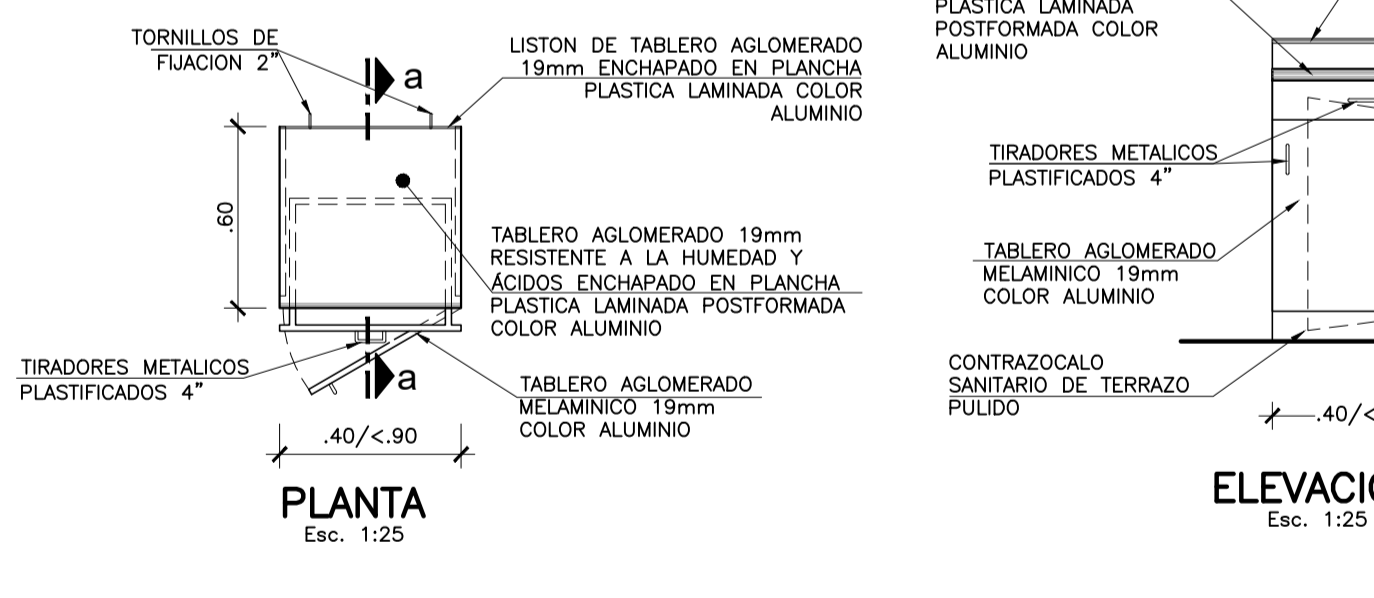 TORNILLOS DE
FIJACION 2"
a
LISTON DE TABLERO AGLOMERADO
19mm ENCHAPADO EN PLANCHA
PLASTICA LAMINADA COLOR
ALUMINIO
.60
TABLERO AGLOMERADO 19mm
RESISTENTE A LA HUMEDAD Y
ÁCIDOS ENCHAPADO EN PLANCHA
PLASTICA LAMINADA POSTFORMADA
COLOR ALUMINIO
TIRADORES METALICOS
PLASTIFICADOS 4"
a
TABLERO AGLOMERADO
MELAMINICO 19mm
COLOR ALUMINIO
.40/<.90
PLANTA
Esc. 1:25
PLASTICA LAMINADA
POSTFORMADA COLOR
ALUMINIO
TIRADORES METALICOS
PLASTIFICADOS 4"
TABLERO AGLOMERADO
MELAMINICO 19mm
COLOR ALUMINIO
CONTRAZOCALO
SANITARIO DE TERRAZO
PULIDO
.40/<
ELEVACIO
Esc. 1:25